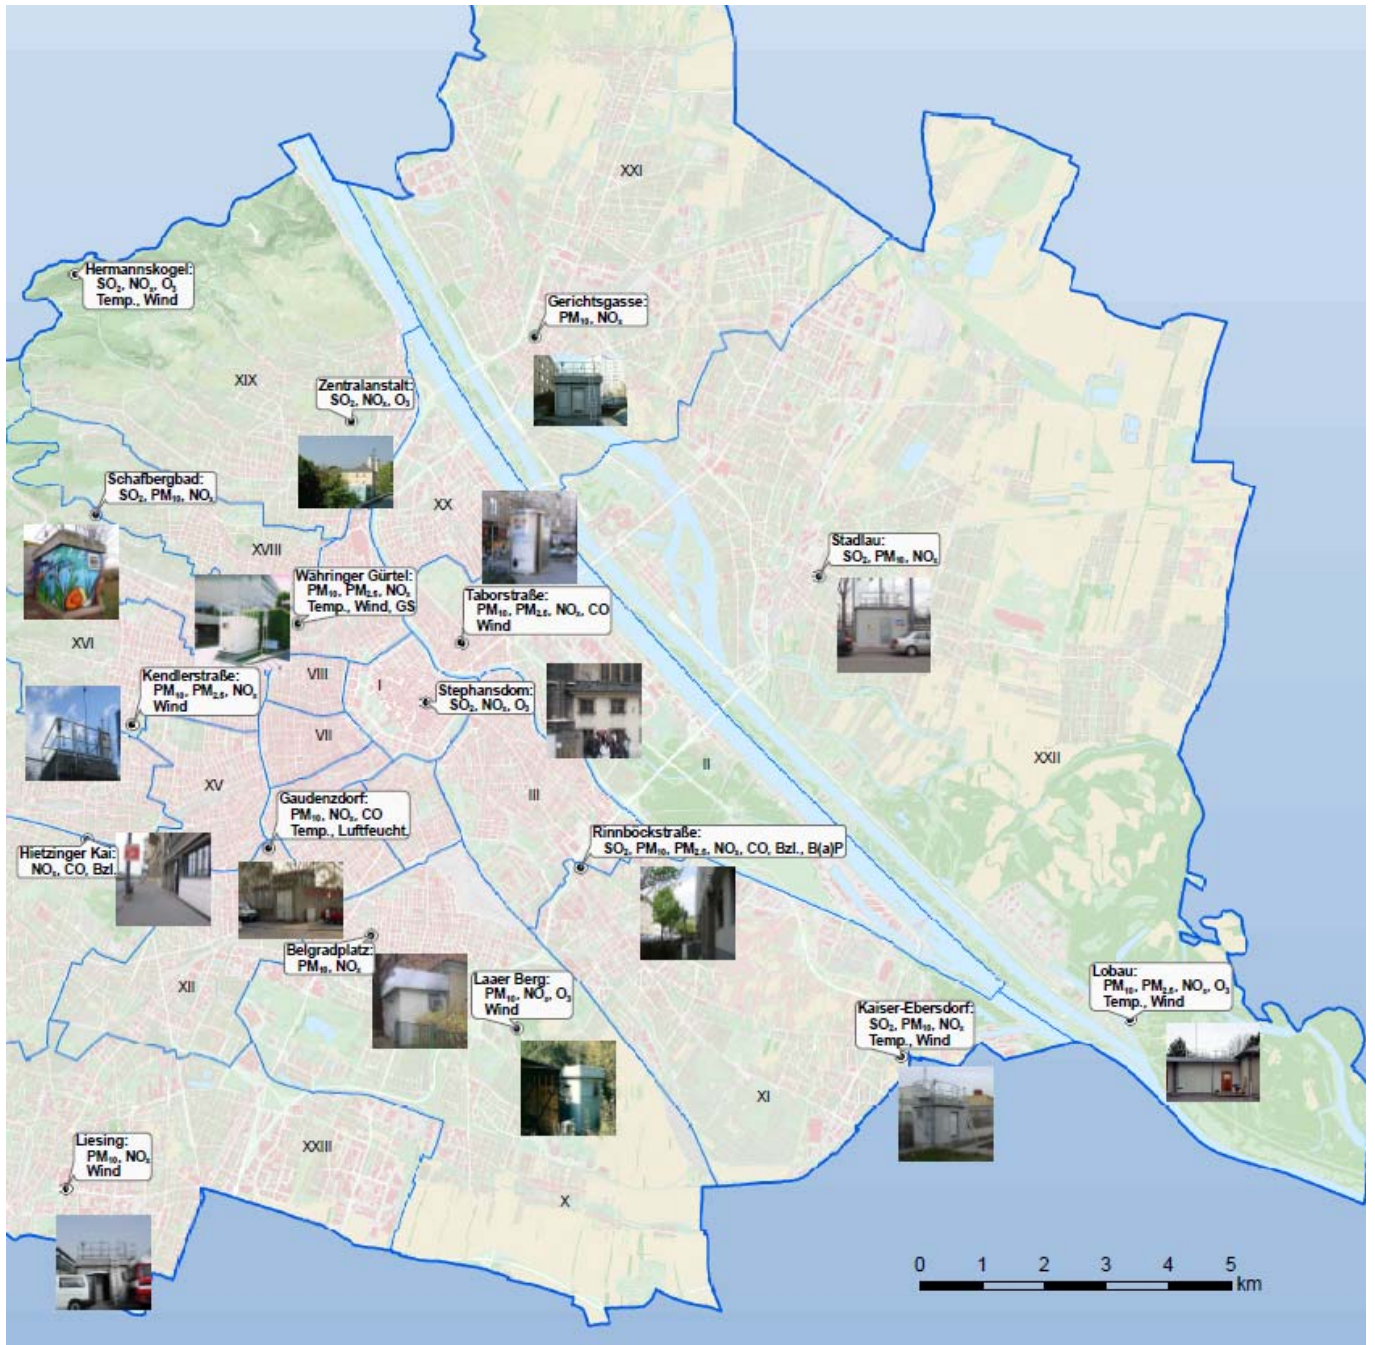 XXI
Hermannskogel:
SO₂, NOₓ, O₃
Temp., Wind
Gerichtsgasse:
PM₁₀, NOₓ
XIX
Zentralanstalt:
SO₂, NOₓ, O₃
Schafbergbad:
SO₂, PM₁₀, NOₓ
XX
XVIII
Stadlau:
SO₂, PM₁₀, NOₓ
Währinger Gürtel:
PM₁₀, PM₂.₅, NOₓ
Temp., Wind, GS
Taborstraße:
PM₁₀, PM₂.₅, NOₓ, CO
Wind
XVI
Kendlerstraße:
PM₁₀, PM₂.₅, NOₓ
Wind
VIII
I
Stephansdom:
SO₂, NOₓ, O₃
VII
II
XXII
XV
III
Gaudenzdorf:
PM₁₀, NOₓ, CO
Temp., Luftfeucht.
Rinnböckstraße:
SO₂, PM₁₀, PM₂.₅, NOₓ, CO, Bzl., B(a)P
Hietzinger Kai:
NOₓ, CO, Bzl.
Belgradplatz:
PM₁₀, NOₓ
XII
Laaer Berg:
PM₁₀, NOₓ, O₃
Wind
Lobau:
PM₁₀, PM₂.₅, NOₓ, O₃
Temp., Wind
Kaiser-Ebersdorf:
SO₂, PM₁₀, NOₓ
Temp., Wind
XI
Liesing:
PM₁₀, NOₓ
Wind
XXIII
X
0 1 2 3 4 5
km